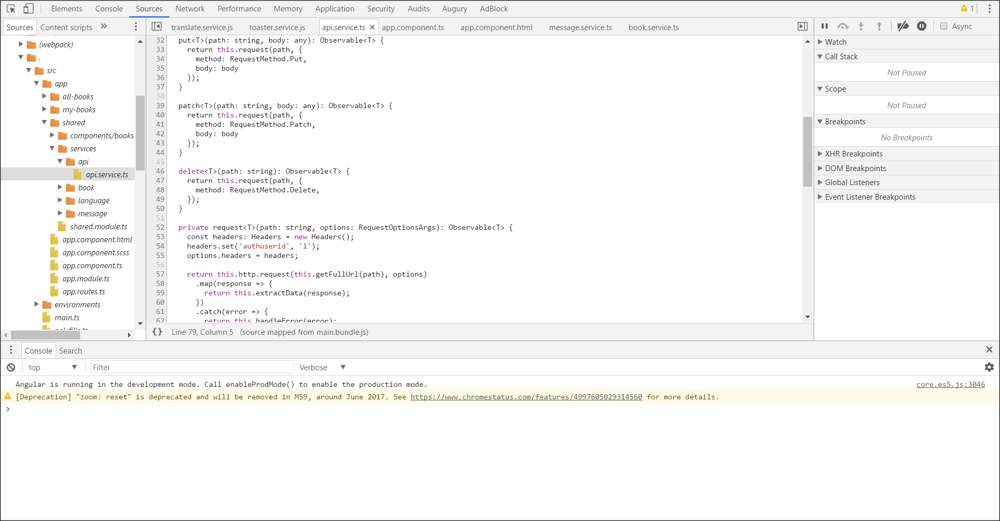 Elements Console Sources Network Performance Memory Application Security Audits Augury AdBlock 1
Sources Content scripts »
translate.service.js toaster.service.js api.service.ts × app.component.ts app.component.html message.service.ts book.service.ts
Async
(webpack)
.
src
app
all-books
my-books
shared
components/books
services
api
api.service.ts
book
language
message
shared.module.ts
app.component.html
app.component.scss
app.component.ts
app.module.ts
app.routes.ts
environments
main.ts
polyfills.ts
32 put<T>(path: string, body: any): Observable<T> {
33 return this.request(path, {
34 method: RequestMethod.Put,
35 body: body
36 });
37 }
38
39 patch<T>(path: string, body: any): Observable<T> {
40 return this.request(path, {
41 method: RequestMethod.Patch,
42 body: body
43 });
44 }
45
46 delete<T>(path: string): Observable<T> {
47 return this.request(path, {
48 method: RequestMethod.Delete,
49 });
50 }
51
52 private request<T>(path: string, options: RequestOptionsArgs): Observable<T> {
53 const headers: Headers = new Headers();
54 headers.set('authuserid', '1');
55 options.headers = headers;
56
57 return this.http.request(this.getFullUrl(path), options)
58 .map(response => {
59 return this.extractData(response);
60 })
61 .catch(error => {
62 return this.handleError(error);
{} Line 79, Column 5 (source mapped from main.bundle.js)
Watch
Call Stack
Not Paused
Scope
Not Paused
Breakpoints
No Breakpoints
XHR Breakpoints
DOM Breakpoints
Global Listeners
Event Listener Breakpoints
Console Search
top Filter Verbose
Angular is running in the development mode. Call enableProdMode() to enable the production mode. core.es5.js:3046
[Deprecation] "zoom: reset" is deprecated and will be removed in M59, around June 2017. See https://www.chromestatus.com/features/4997605029314560 for more details.
>